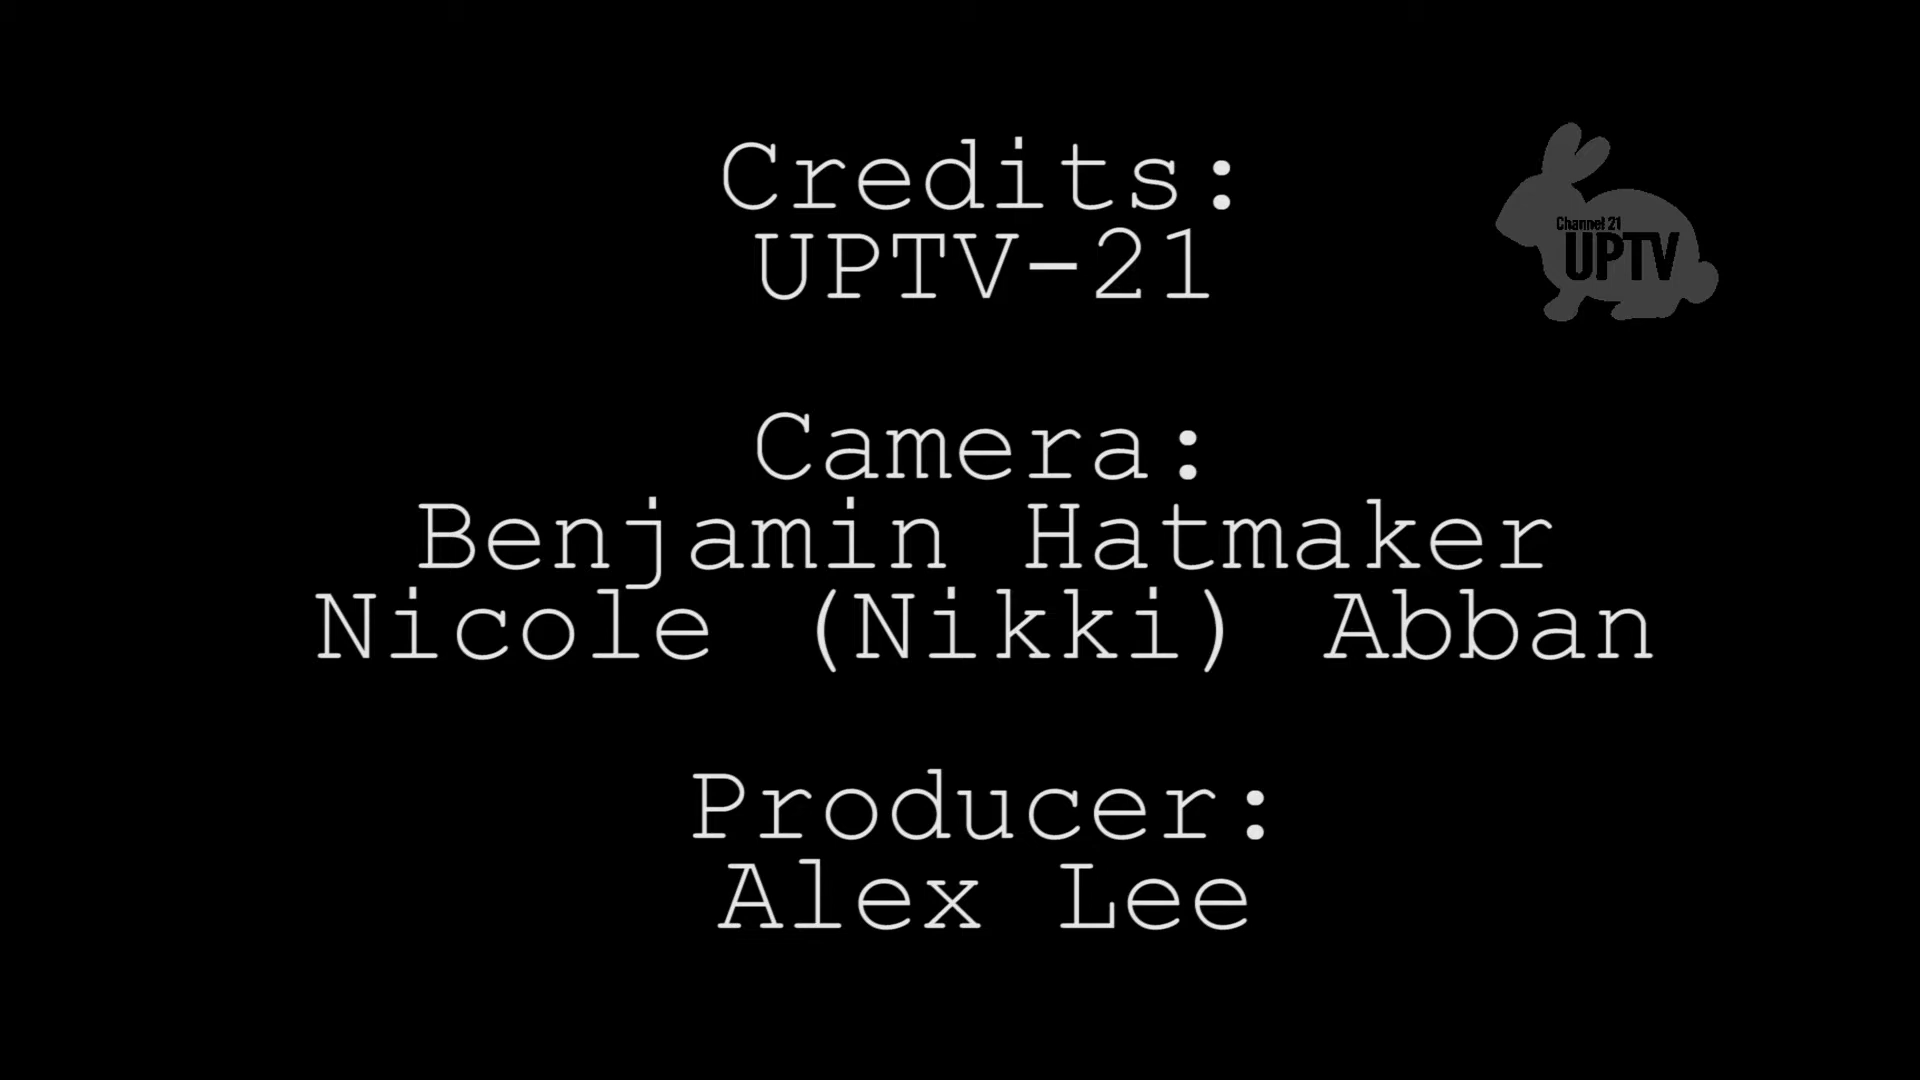 Credits:
UPTV-21
Channel 21
UPTV
Camera:
Benjamin Hatmaker
Nicole (Nikki) Abban
Producer:
Alex Lee